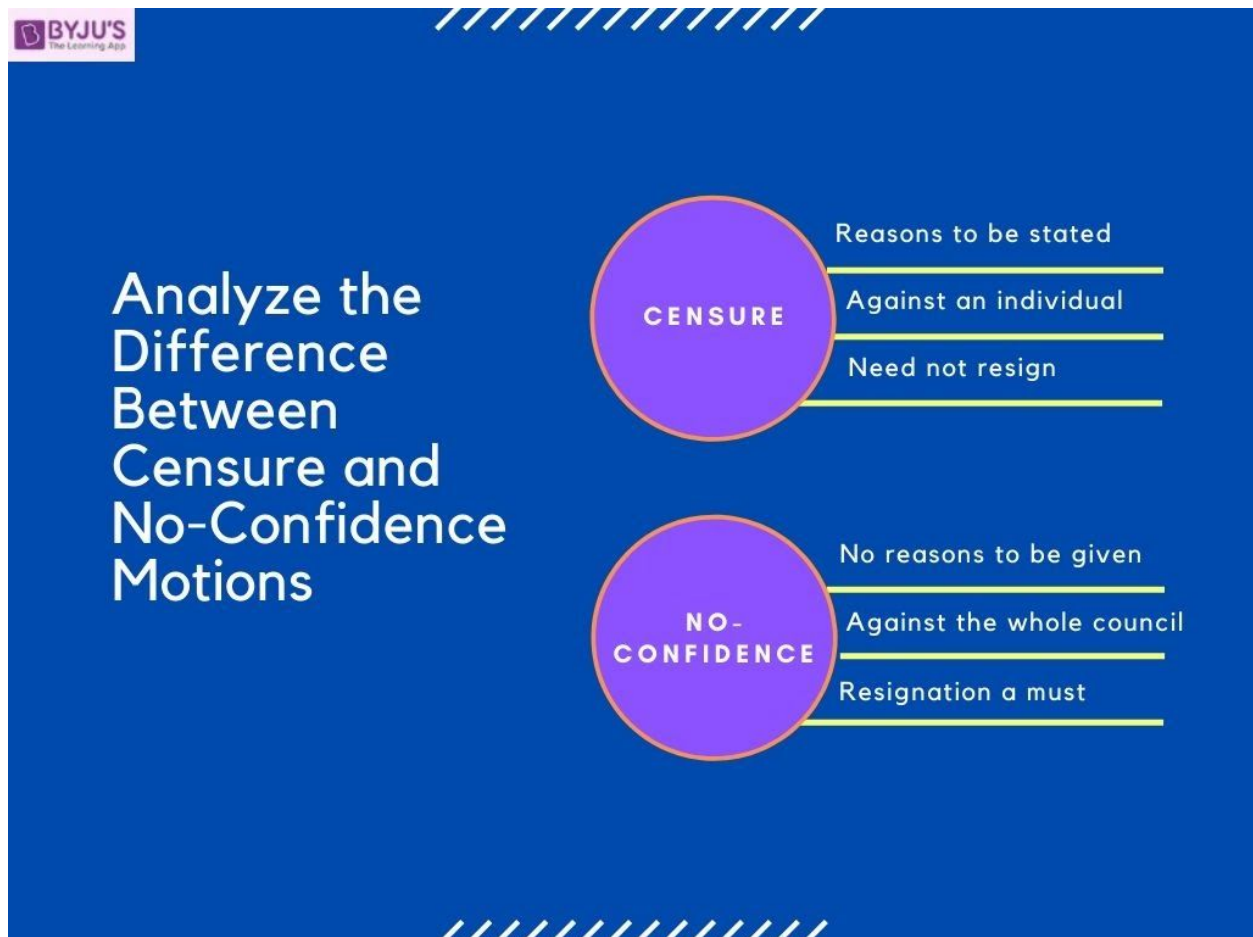 BYJU'S
The Learning App
Analyze the
Difference
Between
Censure and
No-Confidence
Motions
CENSURE
Reasons to be stated
Against an individual
Need not resign
NO-
CONFIDENCE
No reasons to be given
Against the whole council
Resignation a must